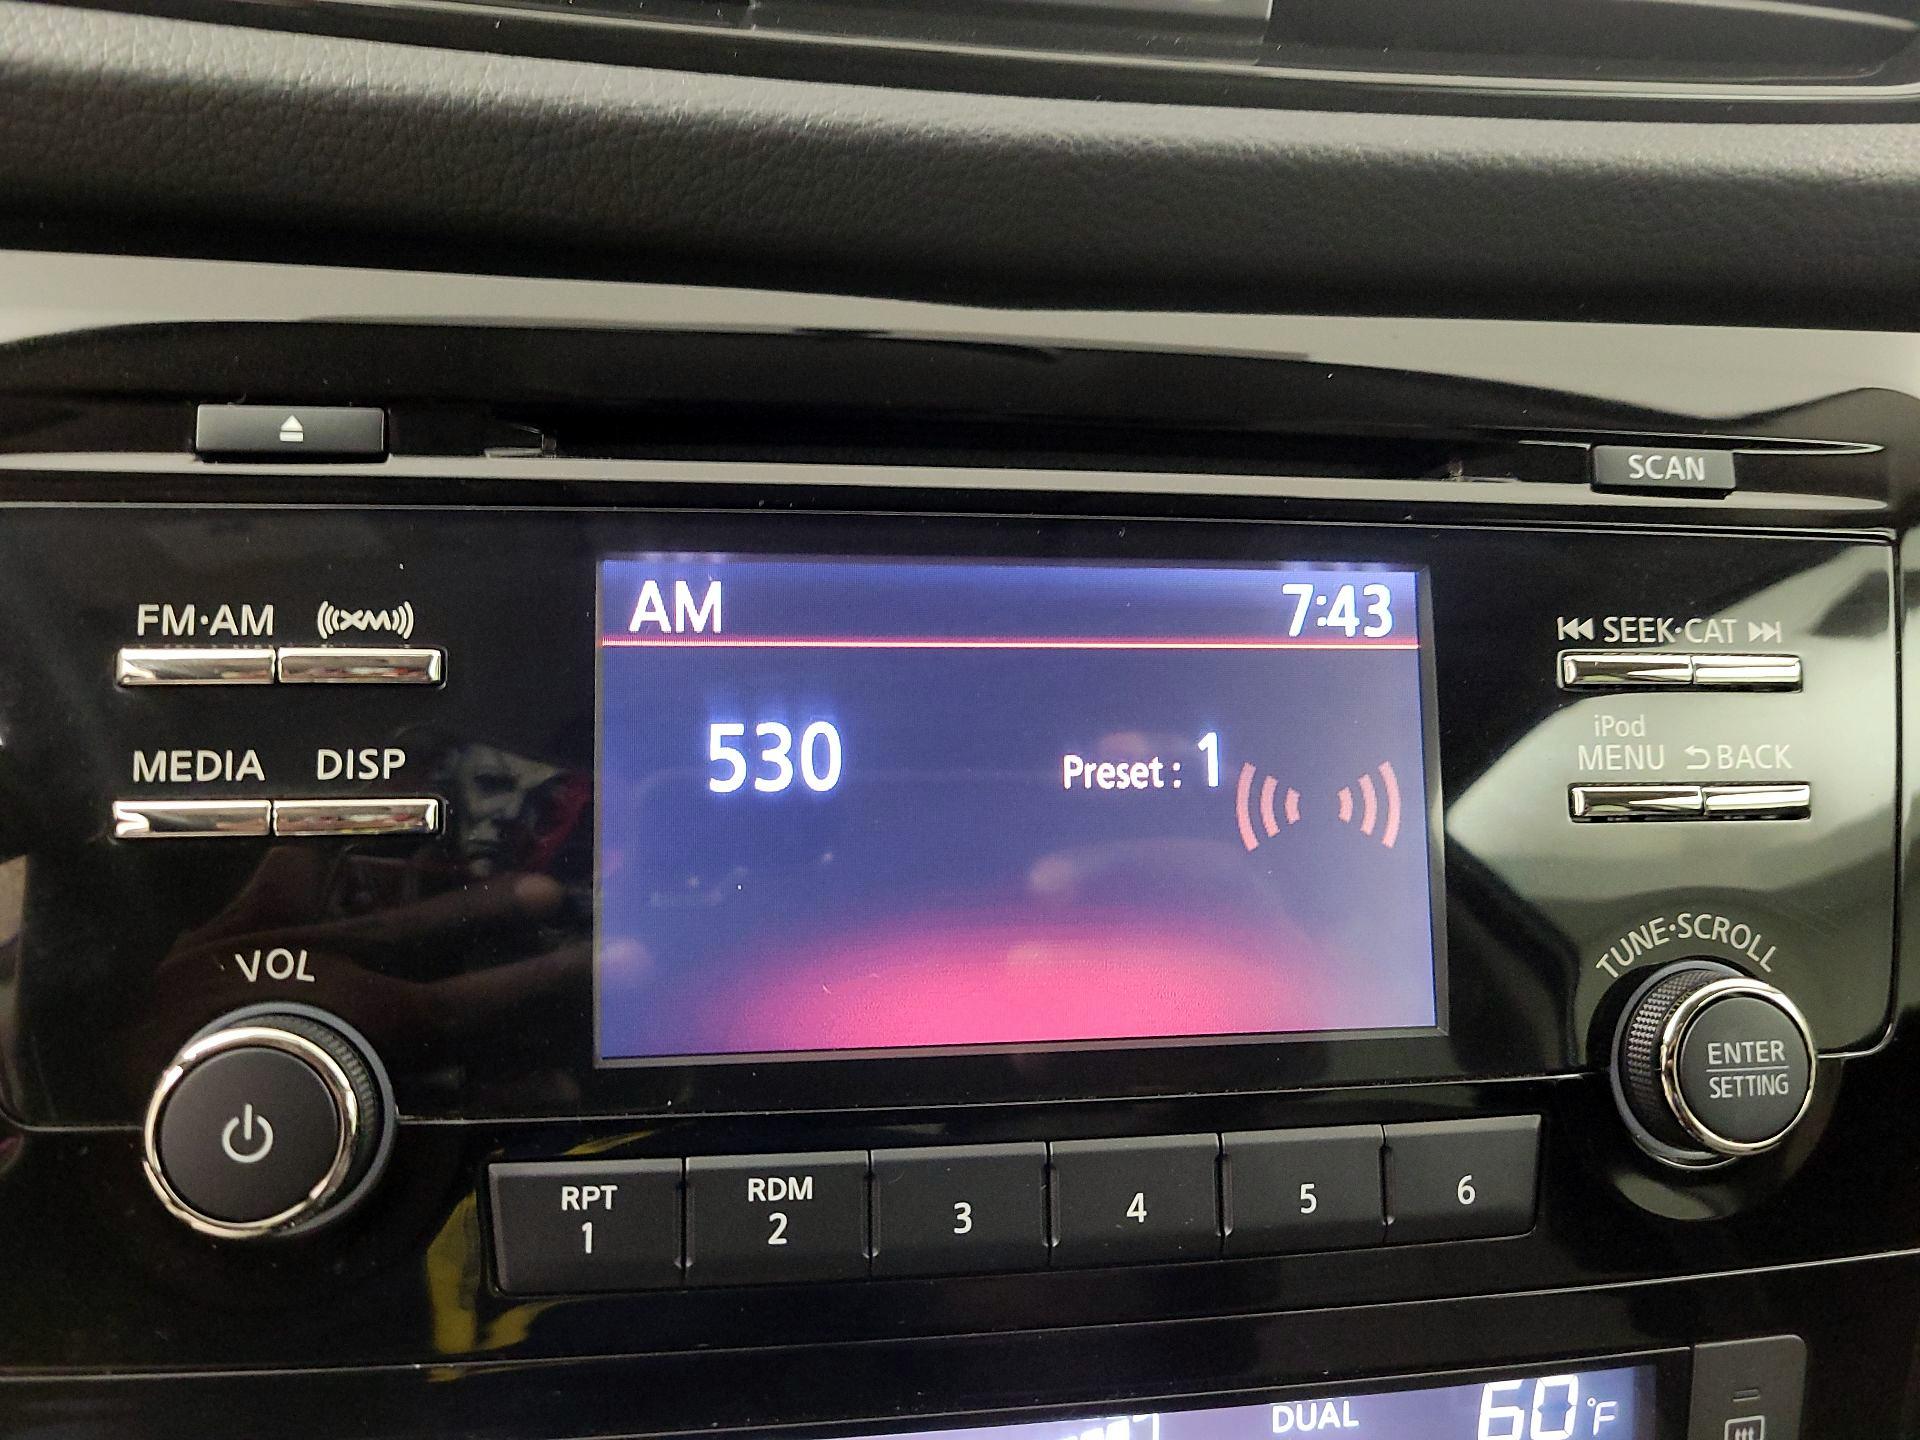 SCAN
FM·AM XM
AM 7:43
SEEK·CAT
530
Preset : 1
iPod
MENU BACK
MEDIA DISP
VOL
TUNE·SCROLL
ENTER
SETTING
RPT
1
RDM
2
3
4
5
6
DUAL 60°F